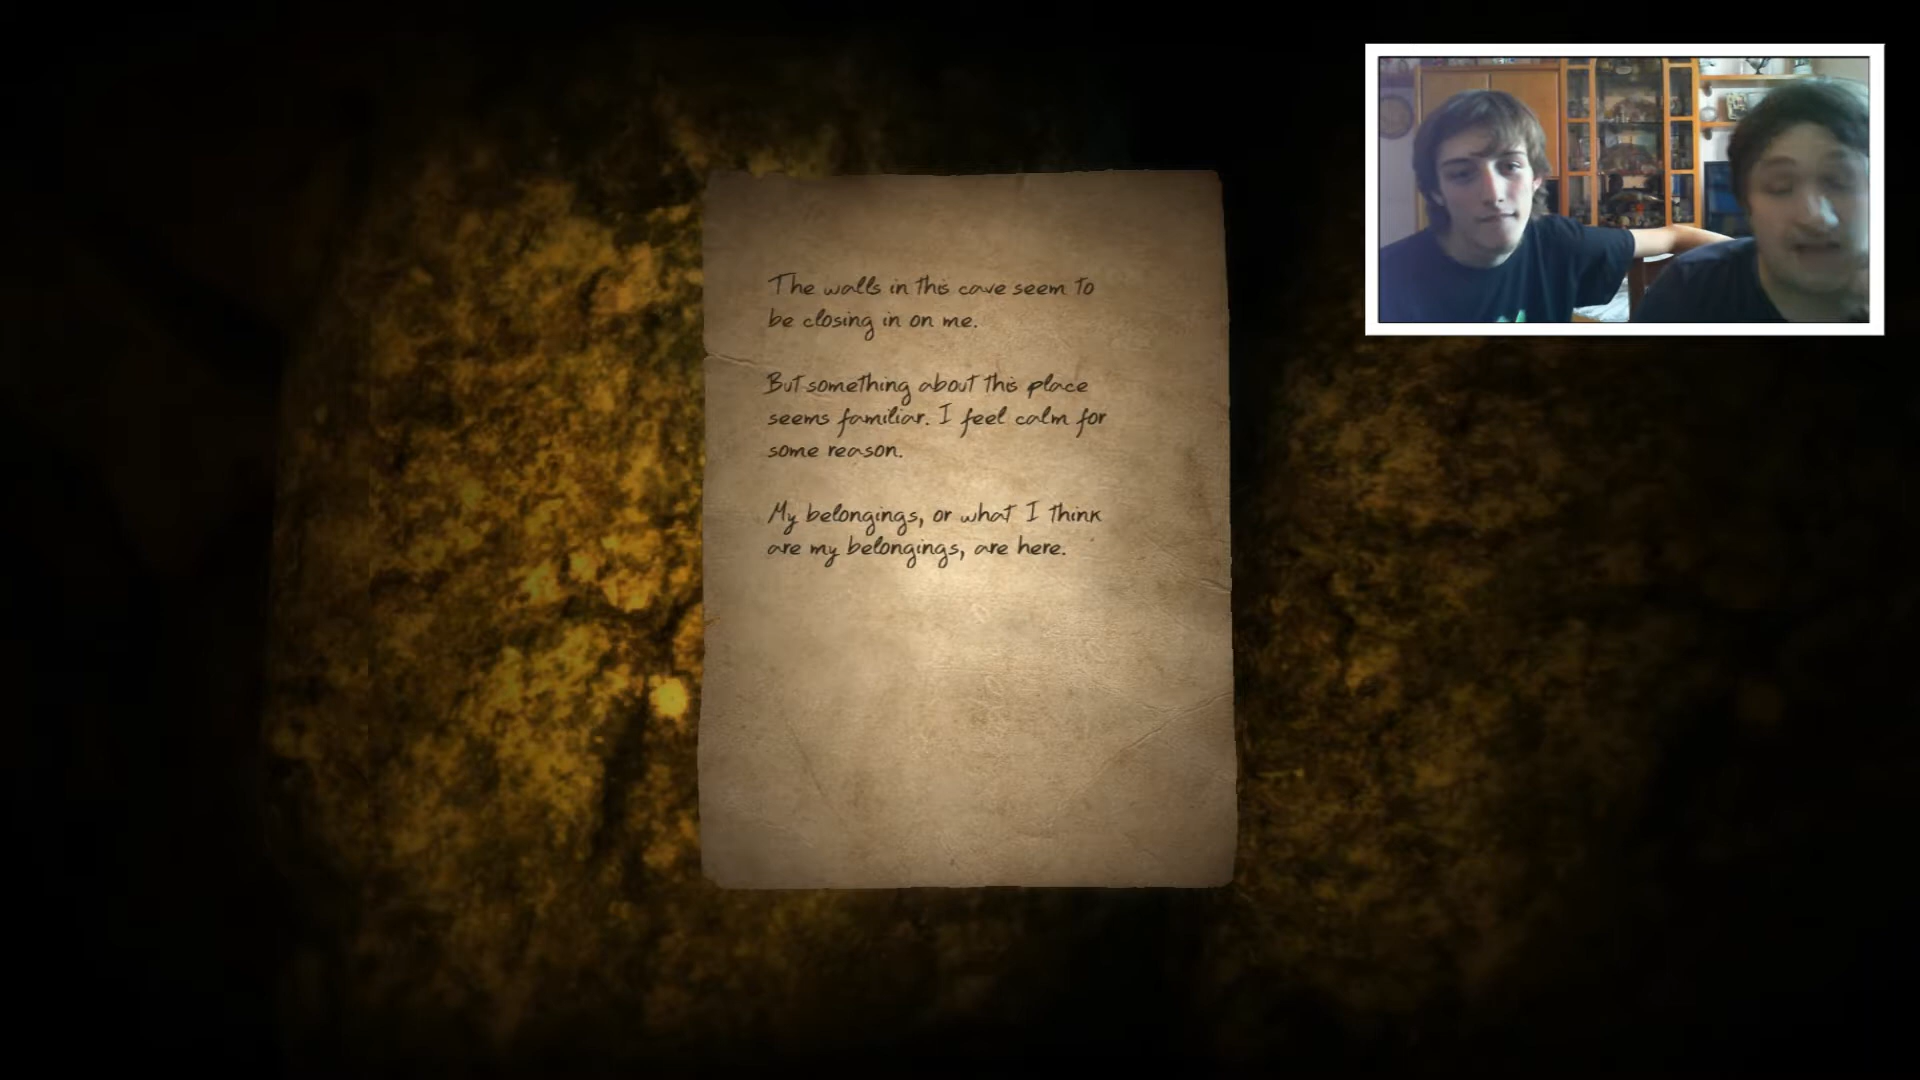 The walls in this cave seem to
be closing in on me.
But something about this place
seems familiar. I feel calm for
some reason.
My belongings, or what I think
are my belongings, are here.